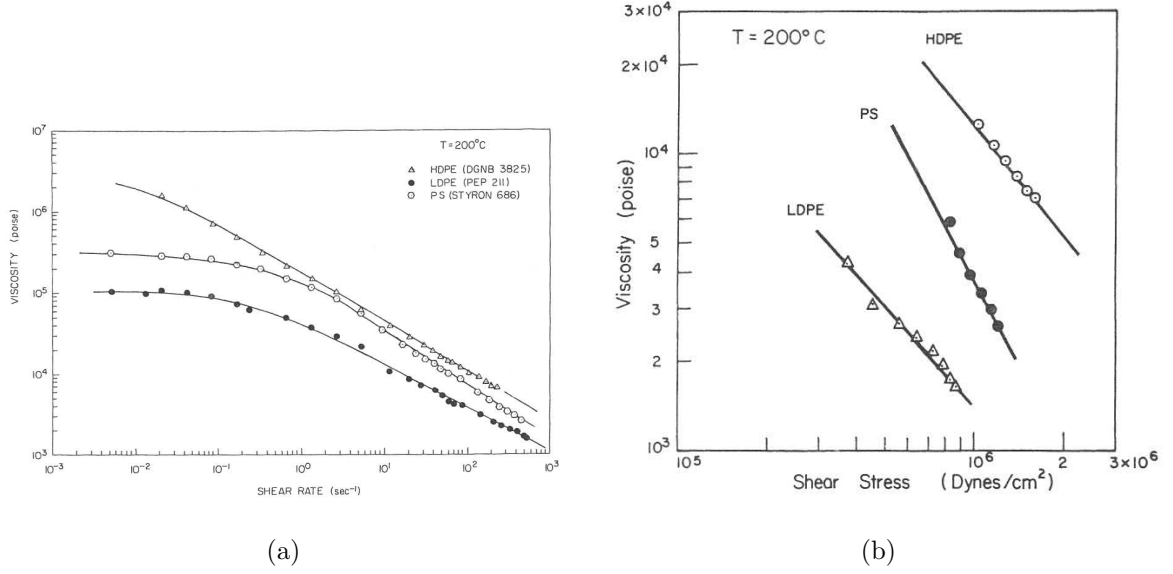 10⁷
10⁶
10⁵
10⁴
10³
VISCOSITY (poise)
T = 200°C
△ HDPE (DGNB 3825)
● LDPE (PEP 211)
○ PS (STYRON 686)
10⁻³ 10⁻² 10⁻¹ 10⁰ 10¹ 10² 10³
SHEAR RATE (sec⁻¹)
(a)
3×10⁴
2×10⁴
10⁴
5
4
3
2
10³
Viscosity (poise)
T = 200°C
HDPE
PS
LDPE
10⁵ 10⁶ 2 3×10⁶
Shear Stress (Dynes/cm²)
(b)